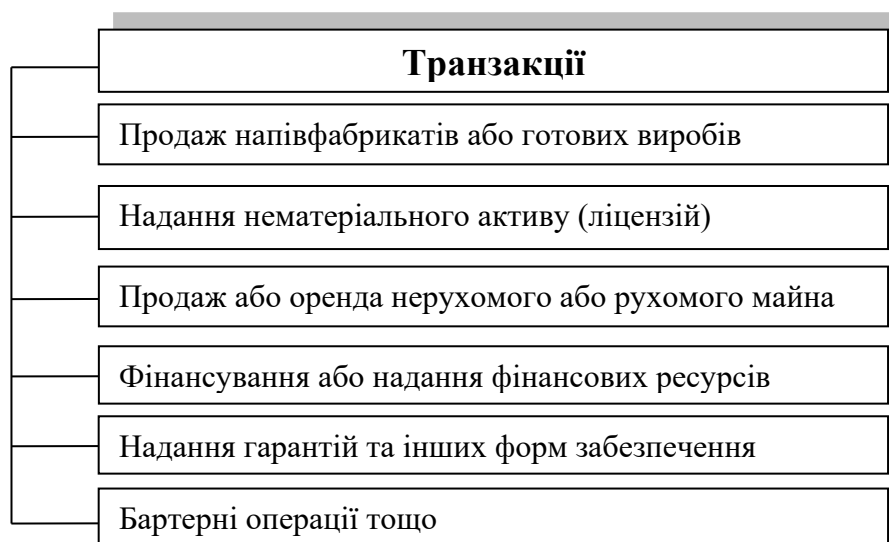 Транзакції
Продаж напівфабрикатів або готових виробів
Надання нематеріального активу (ліцензій)
Продаж або оренда нерухомого або рухомого майна
Фінансування або надання фінансових ресурсів
Надання гарантій та інших форм забезпечення
Бартерні операції тощо